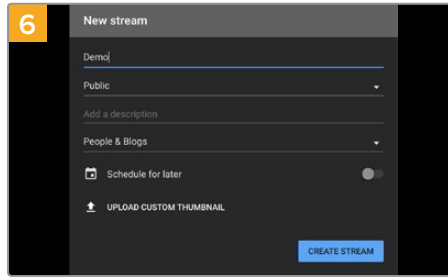 6
New stream
Demo
Public
Add a description
People & Blogs
Schedule for later
UPLOAD CUSTOM THUMBNAIL
CREATE STREAM